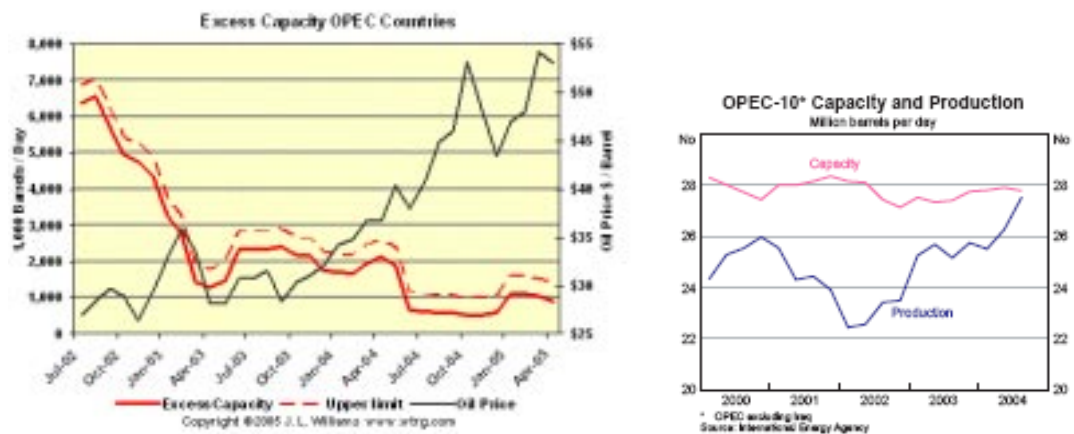 Excess Capacity OPEC Countries
8,000
7,000
6,000
5,000
4,000
3,000
2,000
1,000
0
1,000 Barrels / Day
$55
$50
$45
$40
$35
$30
$25
Oil Price $ / Barrel
Jul-02
Oct-02
Jan-03
Apr-03
Jul-03
Oct-03
Jan-04
Apr-04
Jul-04
Oct-04
Jan-05
Excess Capacity Upper limit Oil Price
Copyright ©2005 J. L. Williams www.wtrg.com
OPEC-10* Capacity and Production
Million barrels per day
No No
Capacity
28 28
26 26
24 24
Production
22 22
20 20
2000 2001 2002 2003 2004
* OPEC excluding Iraq
Source: International Energy Agency